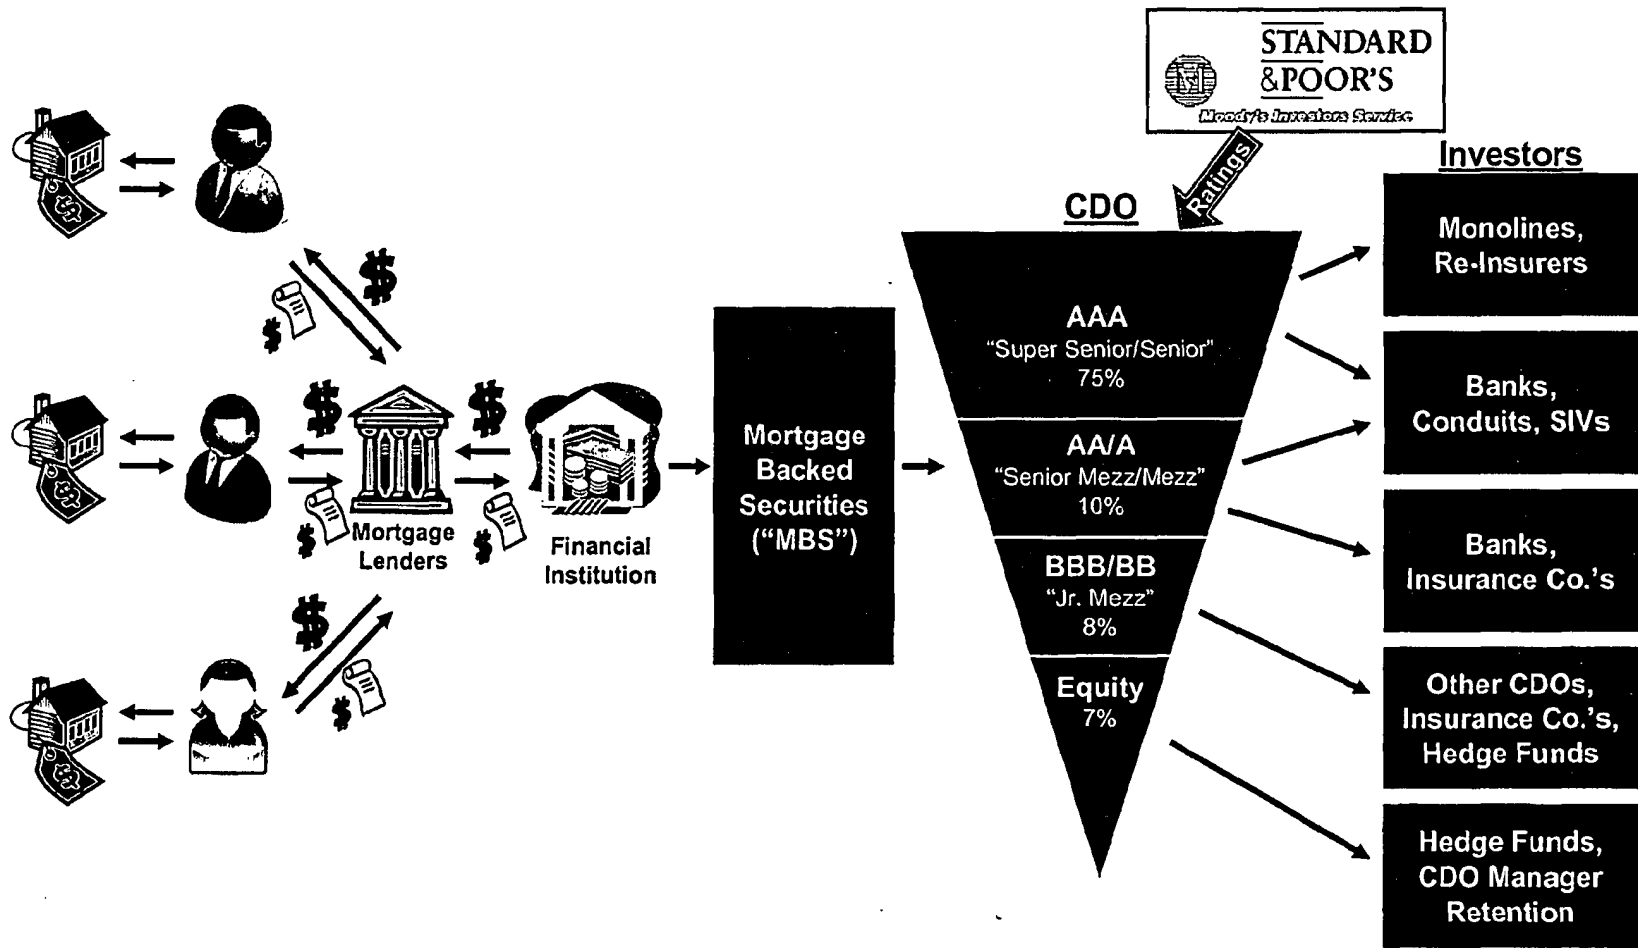 STANDARD
&POOR'S
Moody's Investors Service
Ratings
CDO
Investors
Mortgage
Lenders
Financial
Institution
Mortgage
Backed
Securities
("MBS")
AAA
"Super Senior/Senior"
75%
AA/A
"Senior Mezz/Mezz"
10%
BBB/BB
"Jr. Mezz"
8%
Equity
7%
Monolines,
Re-Insurers
Banks,
Conduits, SIVs
Banks,
Insurance Co.'s
Other CDOs,
Insurance Co.'s,
Hedge Funds
Hedge Funds,
CDO Manager
Retention
$
$
$
$
$
$
$
$
$
$
$